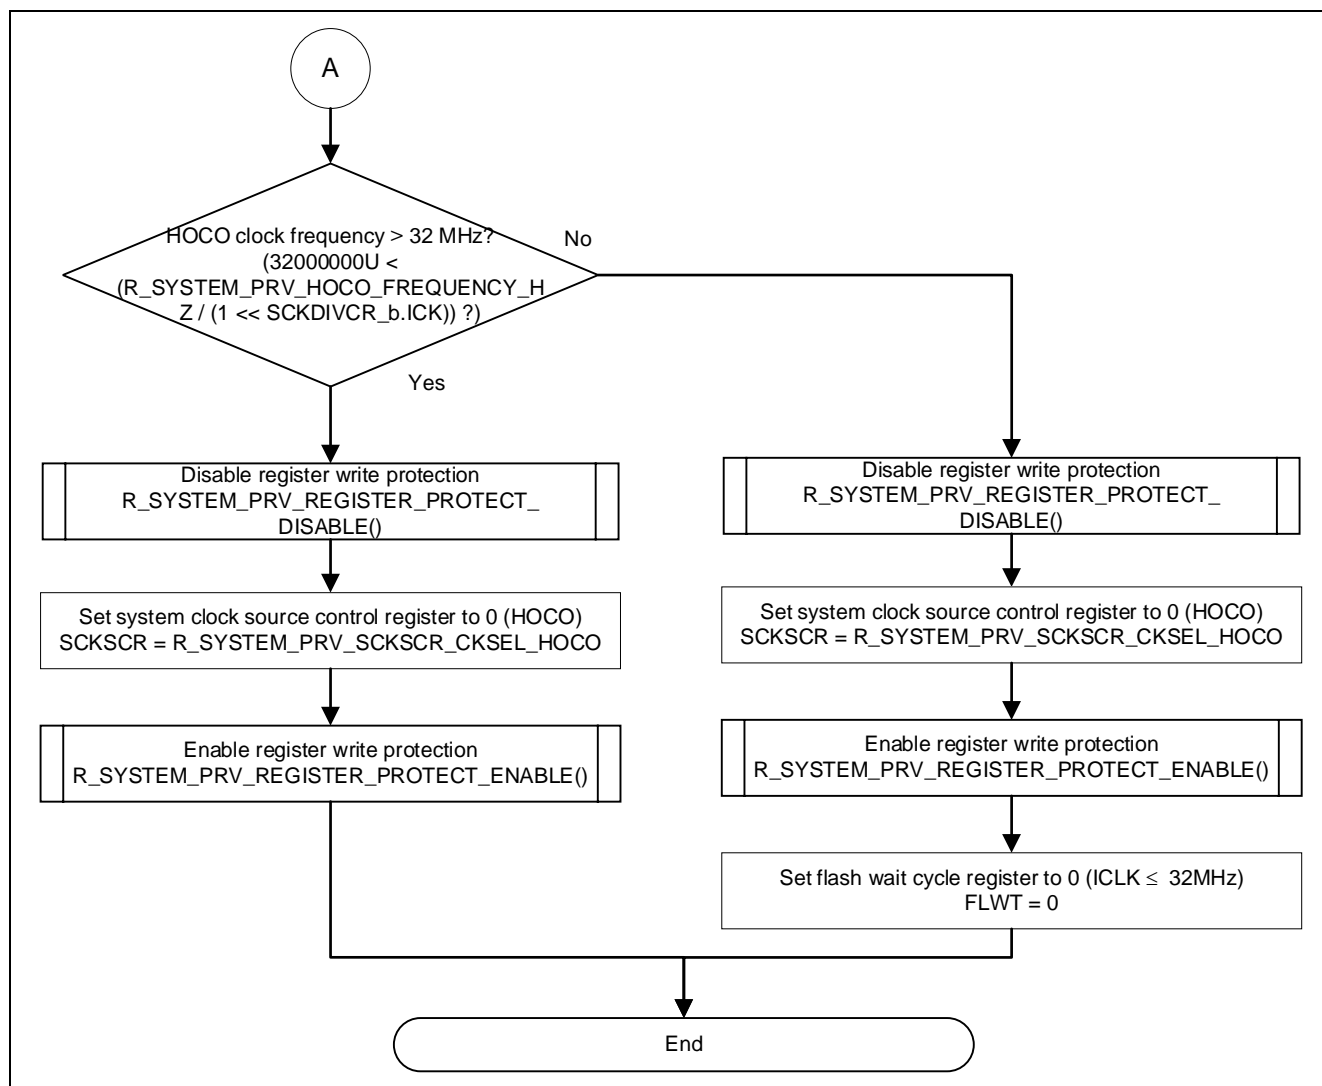 A
HOCO clock frequency > 32 MHz?
(32000000U <
(R_SYSTEM_PRV_HOCO_FREQUENCY_H
Z / (1 << SCKDIVCR_b.ICK)) ?)
No
Yes
Disable register write protection
R_SYSTEM_PRV_REGISTER_PROTECT_
DISABLE()
Set system clock source control register to 0 (HOCO)
SCKSCR = R_SYSTEM_PRV_SCKSCR_CKSEL_HOCO
Enable register write protection
R_SYSTEM_PRV_REGISTER_PROTECT_ENABLE()
Disable register write protection
R_SYSTEM_PRV_REGISTER_PROTECT_
DISABLE()
Set system clock source control register to 0 (HOCO)
SCKSCR = R_SYSTEM_PRV_SCKSCR_CKSEL_HOCO
Enable register write protection
R_SYSTEM_PRV_REGISTER_PROTECT_ENABLE()
Set flash wait cycle register to 0 (ICLK ≤ 32MHz)
FLWT = 0
End